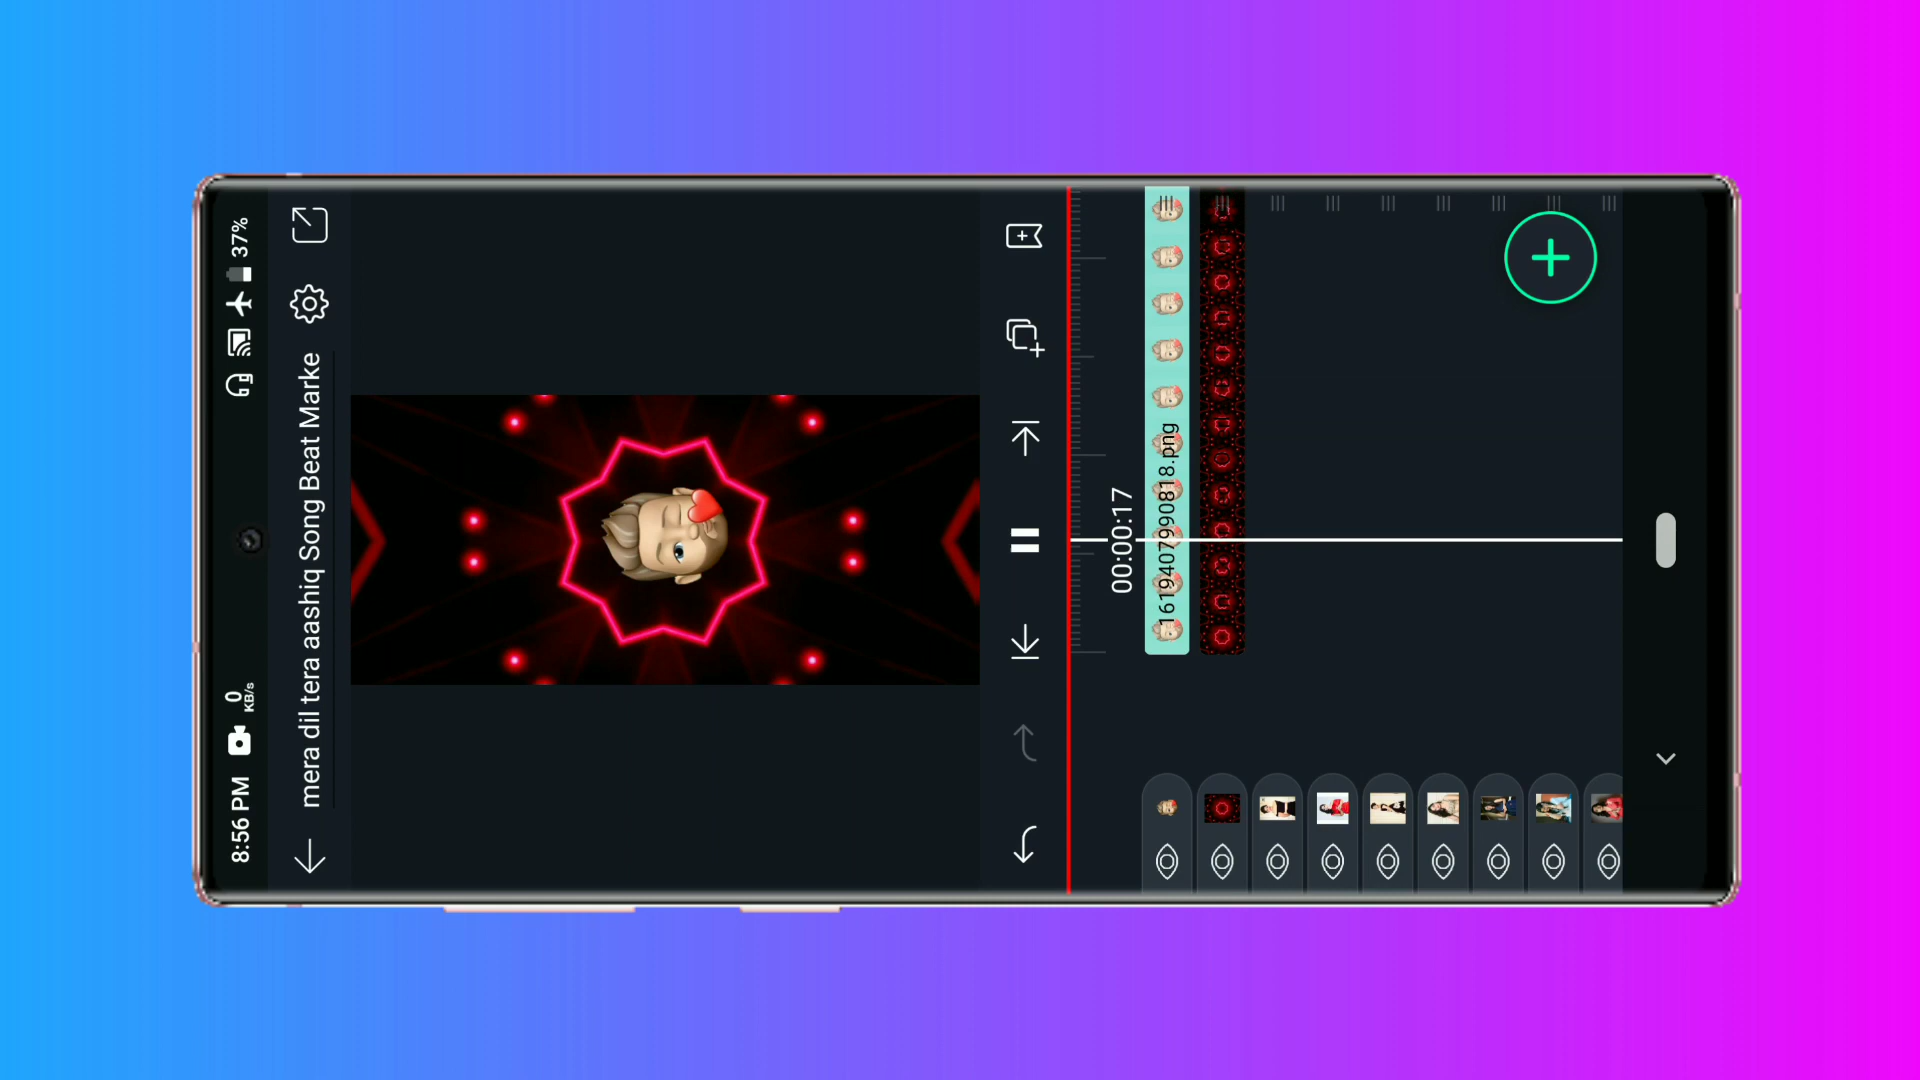 8:56 PM
0
KB/s
37%
mera dil tera aashiq Song Beat Marke
00:00:17
1619407990818.png